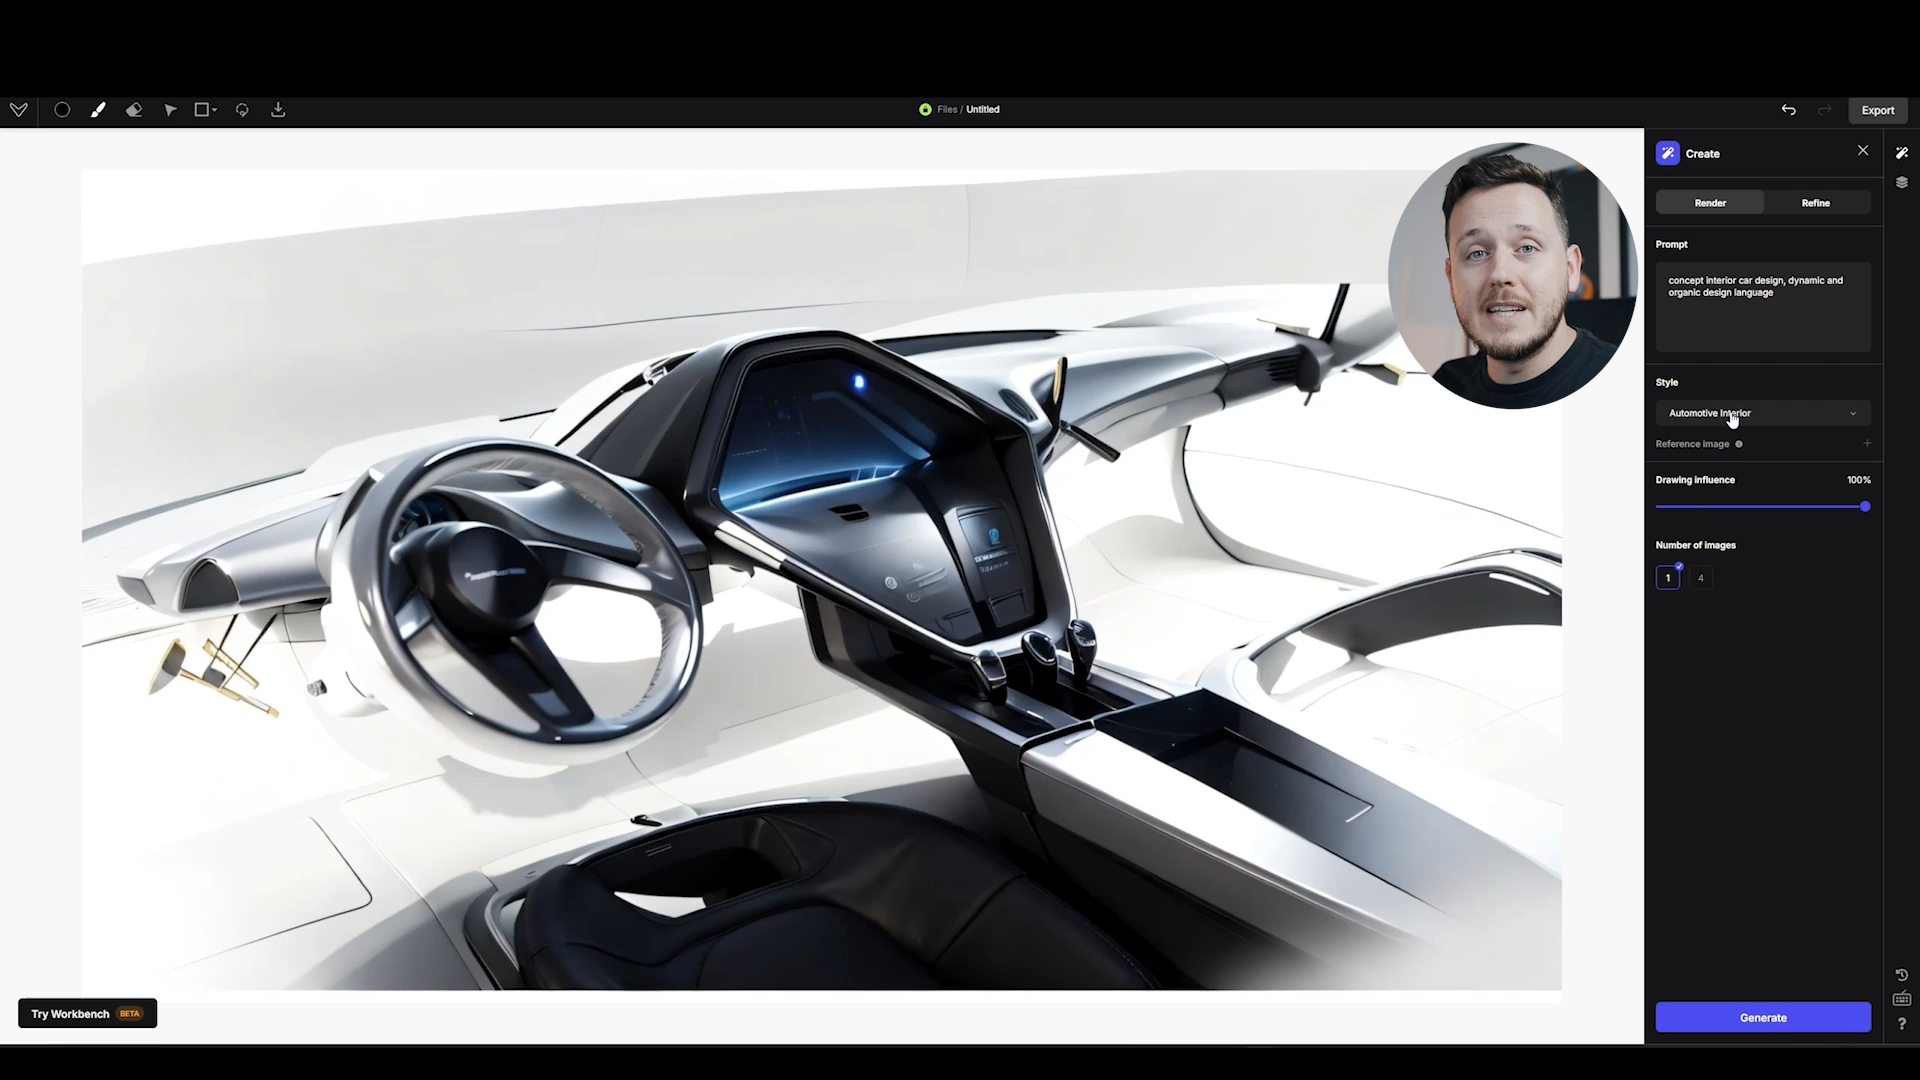 Files / Untitled
Export
Create
Render
Refine
Prompt
concept interior car design, dynamic and
organic design language
Style
Automotive Interior
Reference image
Drawing influence
100%
Number of images
1
4
Generate
Try Workbench
BETA